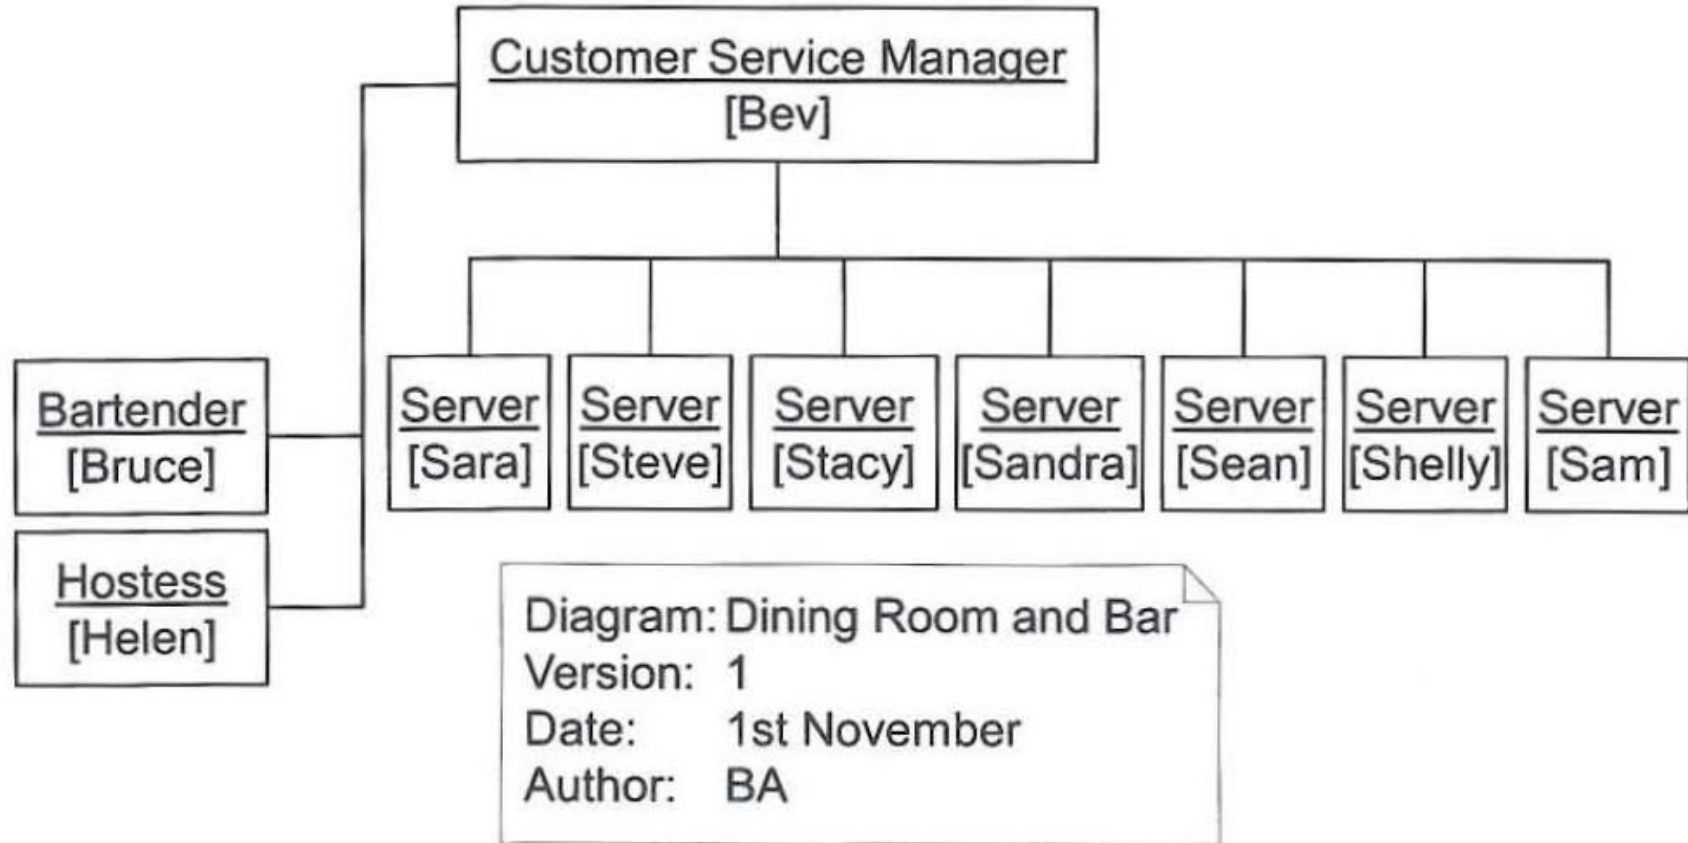 Customer Service Manager
[Bev]
Bartender
[Bruce]
Server
[Sara]
Server
[Steve]
Server
[Stacy]
Server
[Sandra]
Server
[Sean]
Server
[Shelly]
Server
[Sam]
Hostess
[Helen]
Diagram: Dining Room and Bar
Version: 1
Date: 1st November
Author: BA